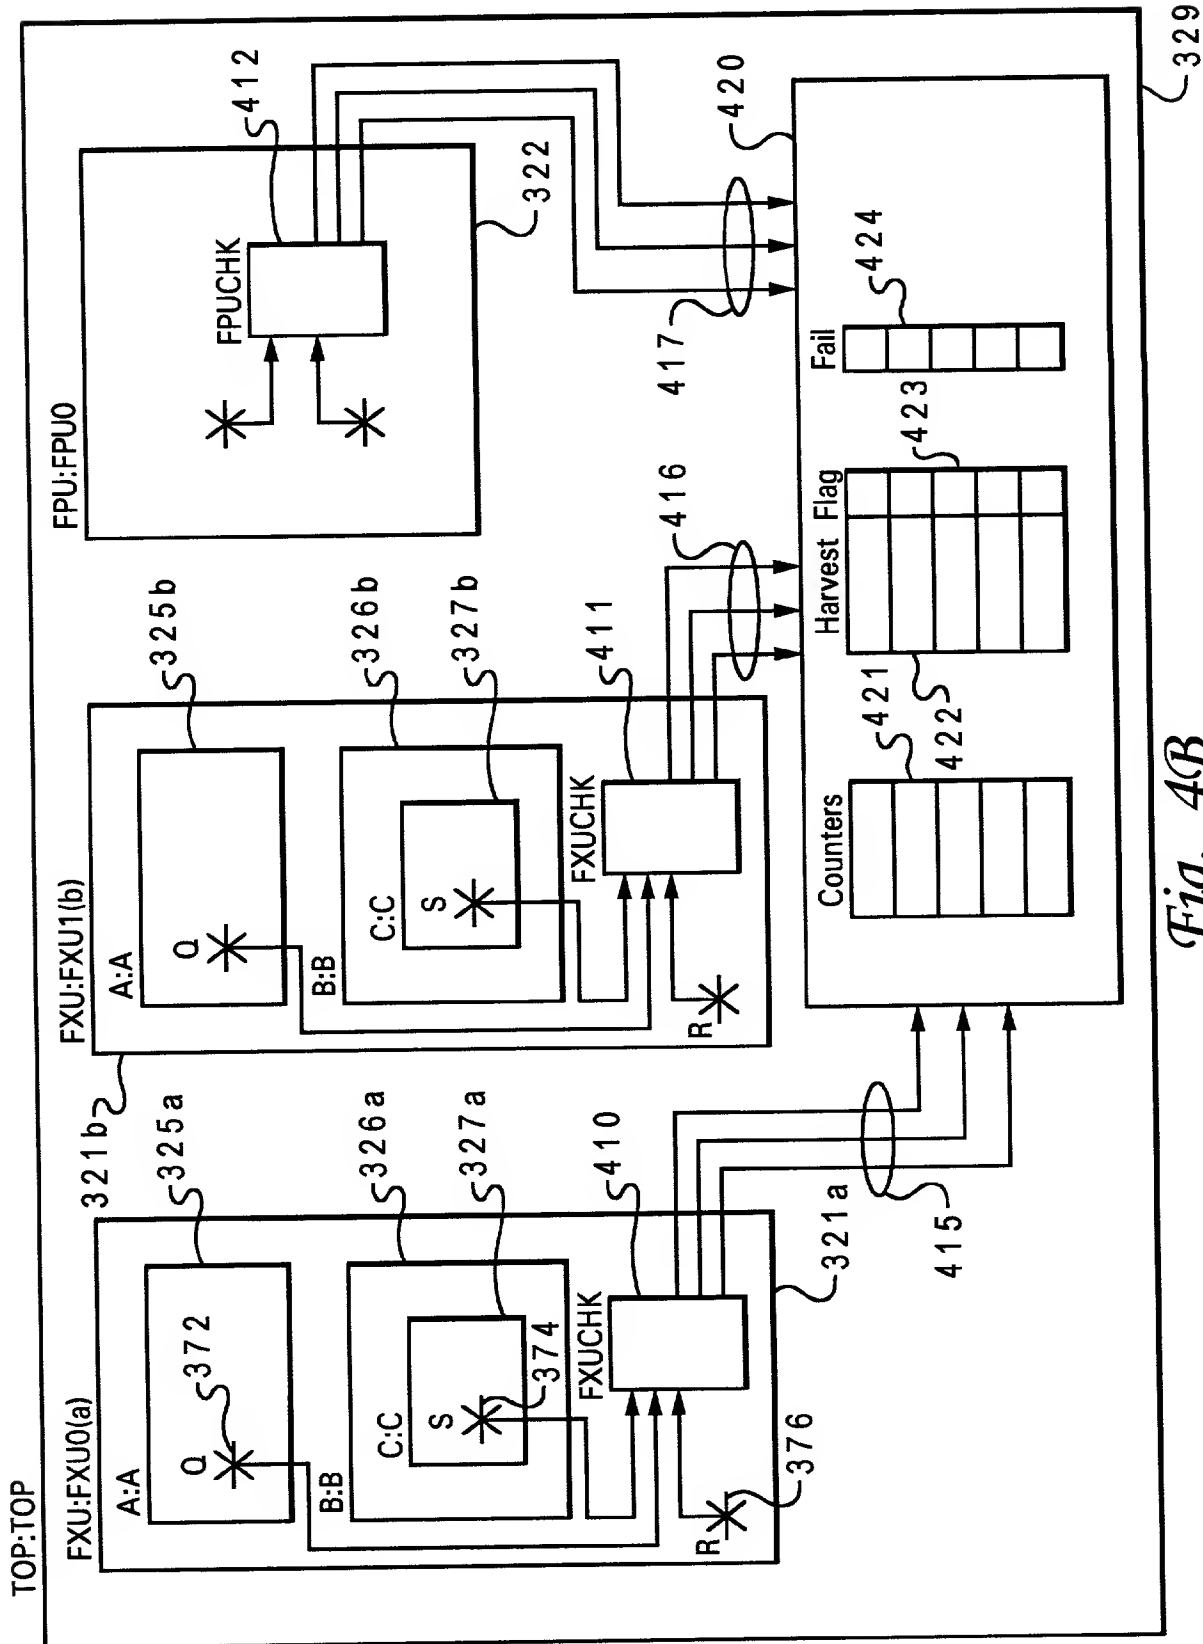 TOP:TOP
FXU:FXU0(a)
A:A
Q
372
325a
B:B
C:C
S
374
326a
327a
FXUCHK
410
R
376
321a
415
321b
FXU:FXU1(b)
A:A
Q
325b
B:B
C:C
S
326b
327b
FXUCHK
411
R
416
FPU:FPU0
FPUCHK
412
322
417
420
Counters
421
422
Harvest Flag
423
Fail
424
329
Fig. 4B